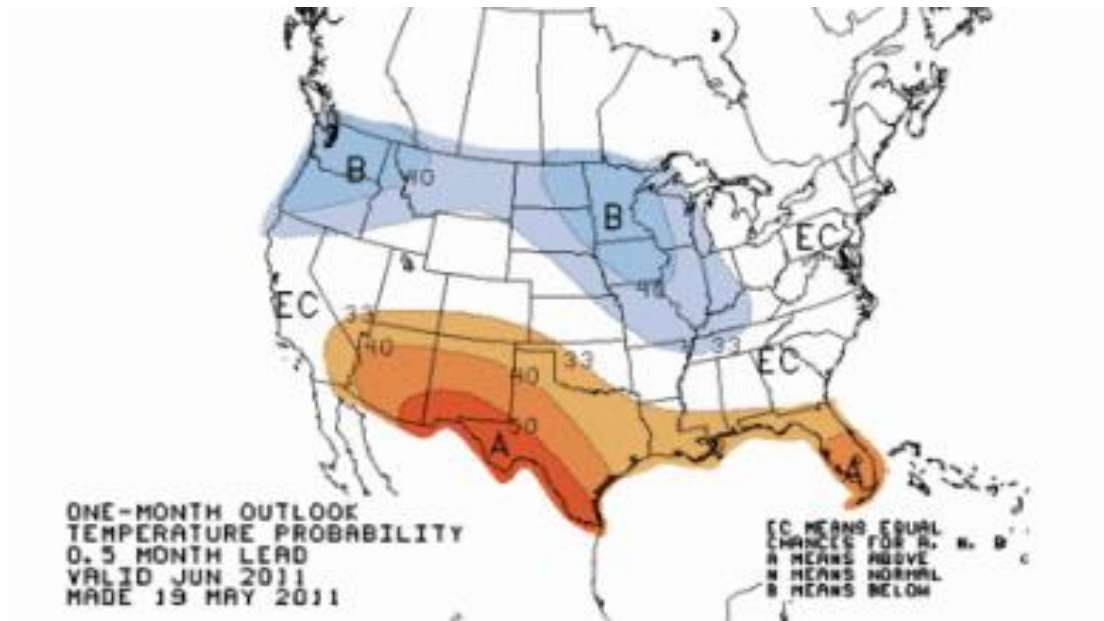 B
40
B
EC
40
EC
33
33
40
33
EC
40
50
A
A
ONE-MONTH OUTLOOK
TEMPERATURE PROBABILITY
0.5 MONTH LEAD
VALID JUN 2011
MADE 19 MAY 2011
EC MEANS EQUAL
CHANCES FOR A, N, B
A MEANS ABOVE
N MEANS NORMAL
B MEANS BELOW